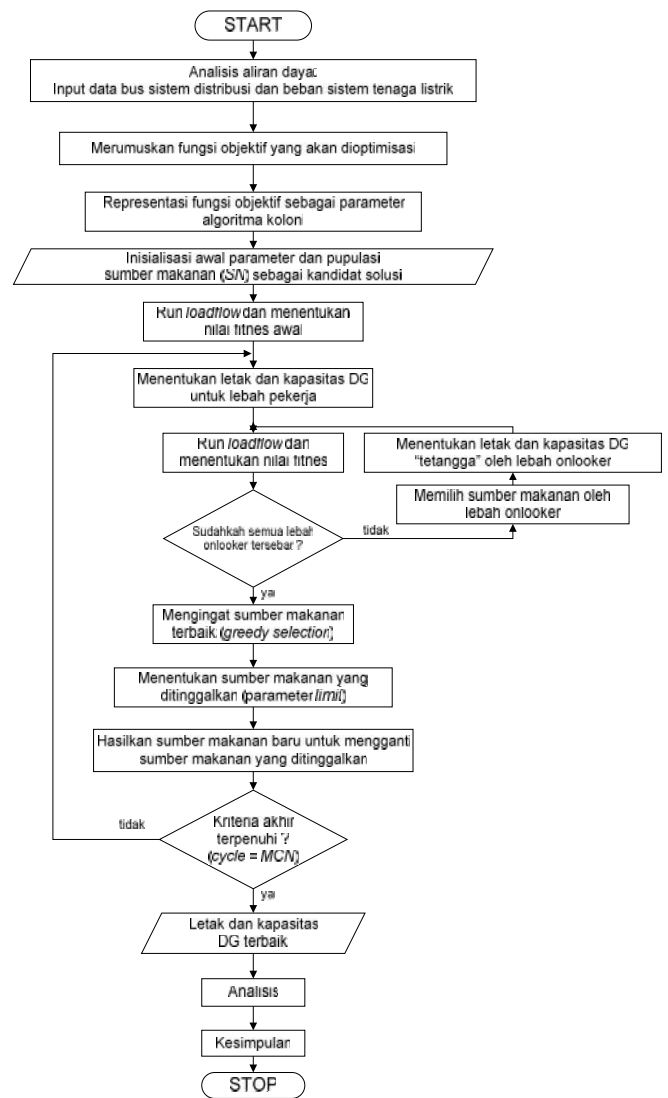 START
Analisis aliran daya:
Input data bus sistem distribusi dan beban sistem tenaga listrik
Merumuskan fungsi objektif yang akan dioptimisasi
Representasi fungsi objektif sebagai parameter
algoritma koloni
Inisialisasi awal parameter dan pupulasi
sumber makanan (SN) sebagai kandidat solusi
Run loadflow dan menentukan
nilai fitnes awal
Menentukan letak dan kapasitas DG
untuk lebah pekerja
Run loadflow dan
menentukan nilai fitnes
Menentukan letak dan kapasitas DG
"tetangga" oleh lebah onlooker
Memilih sumber makanan oleh
lebah onlooker
Sudahkah semua lebah
onlooker tersebar ?
tidak
ya
Mengingat sumber makanan
terbaik (greedy selection)
Menentukan sumber makanan yang
ditinggalkan (parameter limit)
Hasilkan sumber makanan baru untuk mengganti
sumber makanan yang ditinggalkan
tidak
Kriteria akhir
terpenuhi ?
(cycle = MCN)
ya
Letak dan kapasitas
DG terbaik
Analisis
Kesimpulan
STOP